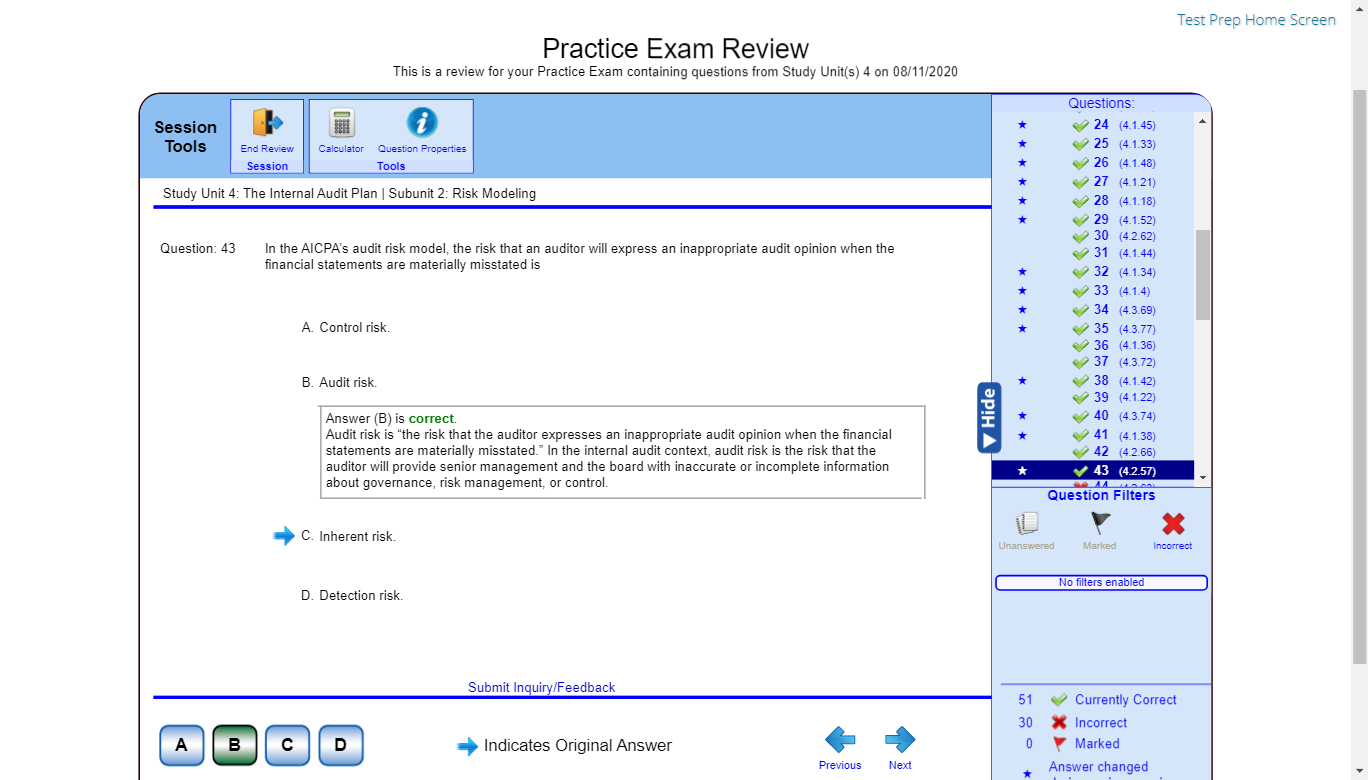 Test Prep Home Screen
Practice Exam Review
This is a review for your Practice Exam containing questions from Study Unit(s) 4 on 08/11/2020
Session
Tools
End Review
Session
Calculator
Question Properties
Tools
Study Unit 4: The Internal Audit Plan | Subunit 2: Risk Modeling
Question: 43
In the AICPA’s audit risk model, the risk that an auditor will express an inappropriate audit opinion when the
financial statements are materially misstated is
A. Control risk.
B. Audit risk.
Answer (B) is correct.
Audit risk is “the risk that the auditor expresses an inappropriate audit opinion when the financial
statements are materially misstated.” In the internal audit context, audit risk is the risk that the
auditor will provide senior management and the board with inaccurate or incomplete information
about governance, risk management, or control.
C. Inherent risk.
D. Detection risk.
Submit Inquiry/Feedback
A
B
C
D
Indicates Original Answer
Previous
Next
Questions:
24 (4.1.45)
25 (4.1.33)
26 (4.1.48)
27 (4.1.21)
28 (4.1.18)
29 (4.1.52)
30 (4.2.62)
31 (4.1.44)
32 (4.1.34)
33 (4.1.4)
34 (4.3.69)
35 (4.3.77)
36 (4.1.36)
37 (4.3.72)
38 (4.1.42)
39 (4.1.22)
40 (4.3.74)
41 (4.1.38)
42 (4.2.66)
43 (4.2.57)
Hide
Question Filters
Unanswered
Marked
Incorrect
No filters enabled
51 Currently Correct
30 Incorrect
0 Marked
Answer changed